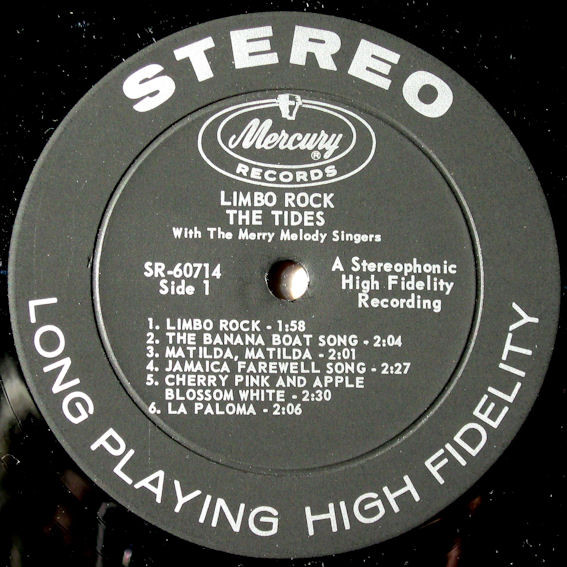 STEREO
Mercury
®
RECORDS
LIMBO ROCK
THE TIDES
With The Merry Melody Singers
SR-60714
Side 1
A Stereophonic
High Fidelity
Recording
1. LIMBO ROCK - 1:58
2. THE BANANA BOAT SONG - 2:04
3. MATILDA, MATILDA - 2:01
4. JAMAICA FAREWELL SONG - 2:27
5. CHERRY PINK AND APPLE
BLOSSOM WHITE - 2:30
6. LA PALOMA - 2:06
LONG PLAYING HIGH FIDELITY